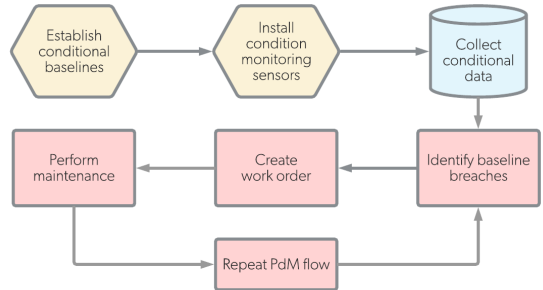 Establish
conditional
baselines
Install
condition
monitoring
sensors
Collect
conditional
data
Identify baseline
breaches
Create
work order
Perform
maintenance
Repeat PdM flow